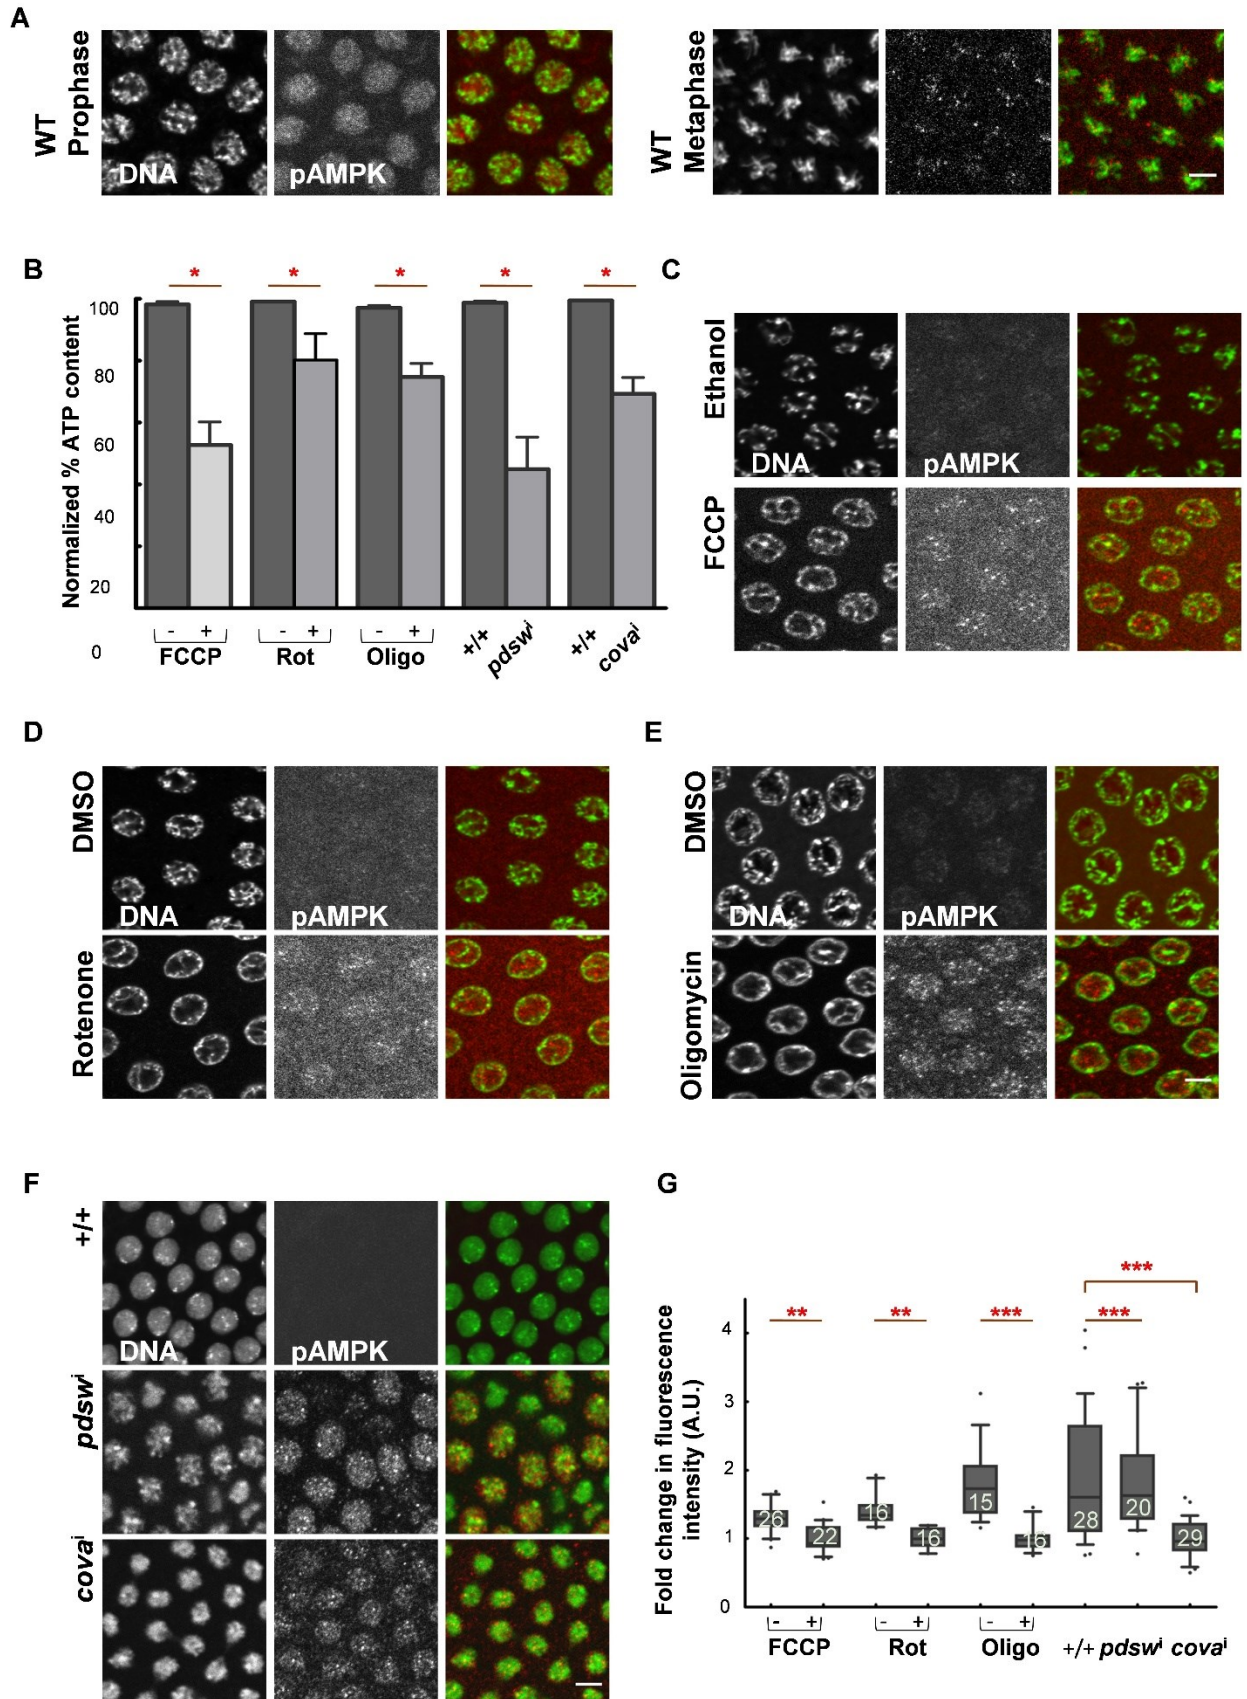 A
WT
Prophase
DNA
pAMPK
WT
Metaphase
B
Normalized % ATP content
100
80
60
40
20
0
* * * * *
- + - + - +
FCCP Rot Oligo +/+ pdswⁱ +/+ covaⁱ
C
Ethanol
DNA
pAMPK
FCCP
D
DMSO
DNA
pAMPK
Rotenone
E
DMSO
DNA
pAMPK
Oligomycin
F
+/+
DNA
pAMPK
pdswⁱ
covaⁱ
G
Fold change in fluorescence
intensity (A.U.)
4
3
2
1
0
***
** ** *** ***
26 22 16 16 15 16 28 20 29
- + - + - +
FCCP Rot Oligo +/+ pdswⁱ covaⁱ